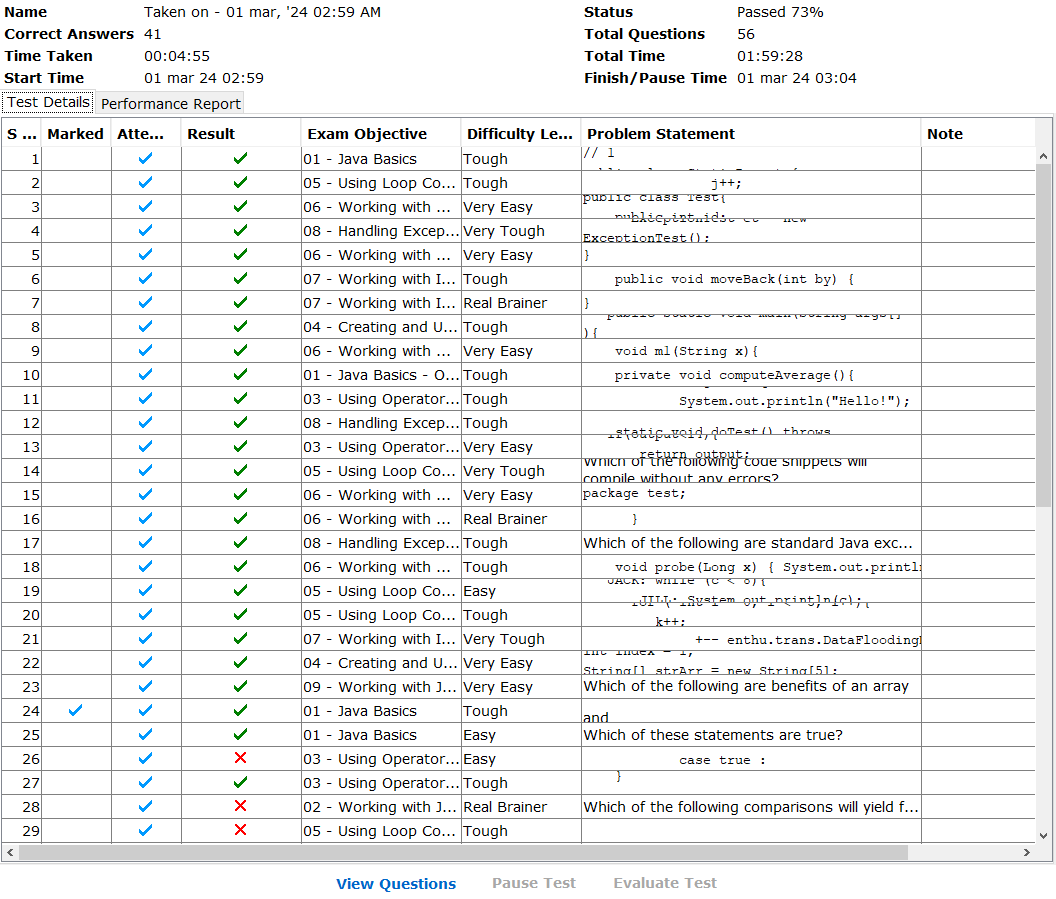 Name Taken on - 01 mar, '24 02:59 AM Status Passed 73%
Correct Answers 41 Total Questions 56
Time Taken 00:04:55 Total Time 01:59:28
Start Time 01 mar 24 02:59 Finish/Pause Time 01 mar 24 03:04
Test Details Performance Report
S ... Marked Atte... Result Exam Objective Difficulty Le... Problem Statement Note
1 01 - Java Basics Tough // 1
2 05 - Using Loop Co... Tough j++;
3 06 - Working with ... Very Easy public class Test{
4 08 - Handling Excep... Very Tough new
ExceptionTest();
5 06 - Working with ... Very Easy }
6 07 - Working with I... Tough public void moveBack(int by) {
7 07 - Working with I... Real Brainer }
8 04 - Creating and U... Tough public static void main(String args[]
){
9 06 - Working with ... Very Easy void m1(String x){
10 01 - Java Basics - O... Tough private void computeAverage(){
11 03 - Using Operator... Tough System.out.println("Hello!");
12 08 - Handling Excep... Tough static void doTest() throws
13 03 - Using Operator... Very Easy return output;
14 05 - Using Loop Co... Very Tough Which of the following code snippets will
compile without any errors?
15 06 - Working with ... Very Easy package test;
16 06 - Working with ... Real Brainer }
17 08 - Handling Excep... Tough Which of the following are standard Java exc...
18 06 - Working with ... Tough void probe(Long x) { System.out.println
19 05 - Using Loop Co... Easy JACK: while (c < 8){
JILL: System.out.println(c);
20 05 - Using Loop Co... Tough k++;
21 07 - Working with I... Very Tough +-- enthu.trans.DataFlooding
22 04 - Creating and U... Very Easy int index = 1;
String[] strArr = new String[5];
23 09 - Working with J... Very Easy Which of the following are benefits of an array
24 01 - Java Basics Tough and
25 01 - Java Basics Easy Which of these statements are true?
26 03 - Using Operator... Easy case true :
27 03 - Using Operator... Tough }
28 02 - Working with J... Real Brainer Which of the following comparisons will yield f...
29 05 - Using Loop Co... Tough
View Questions Pause Test Evaluate Test